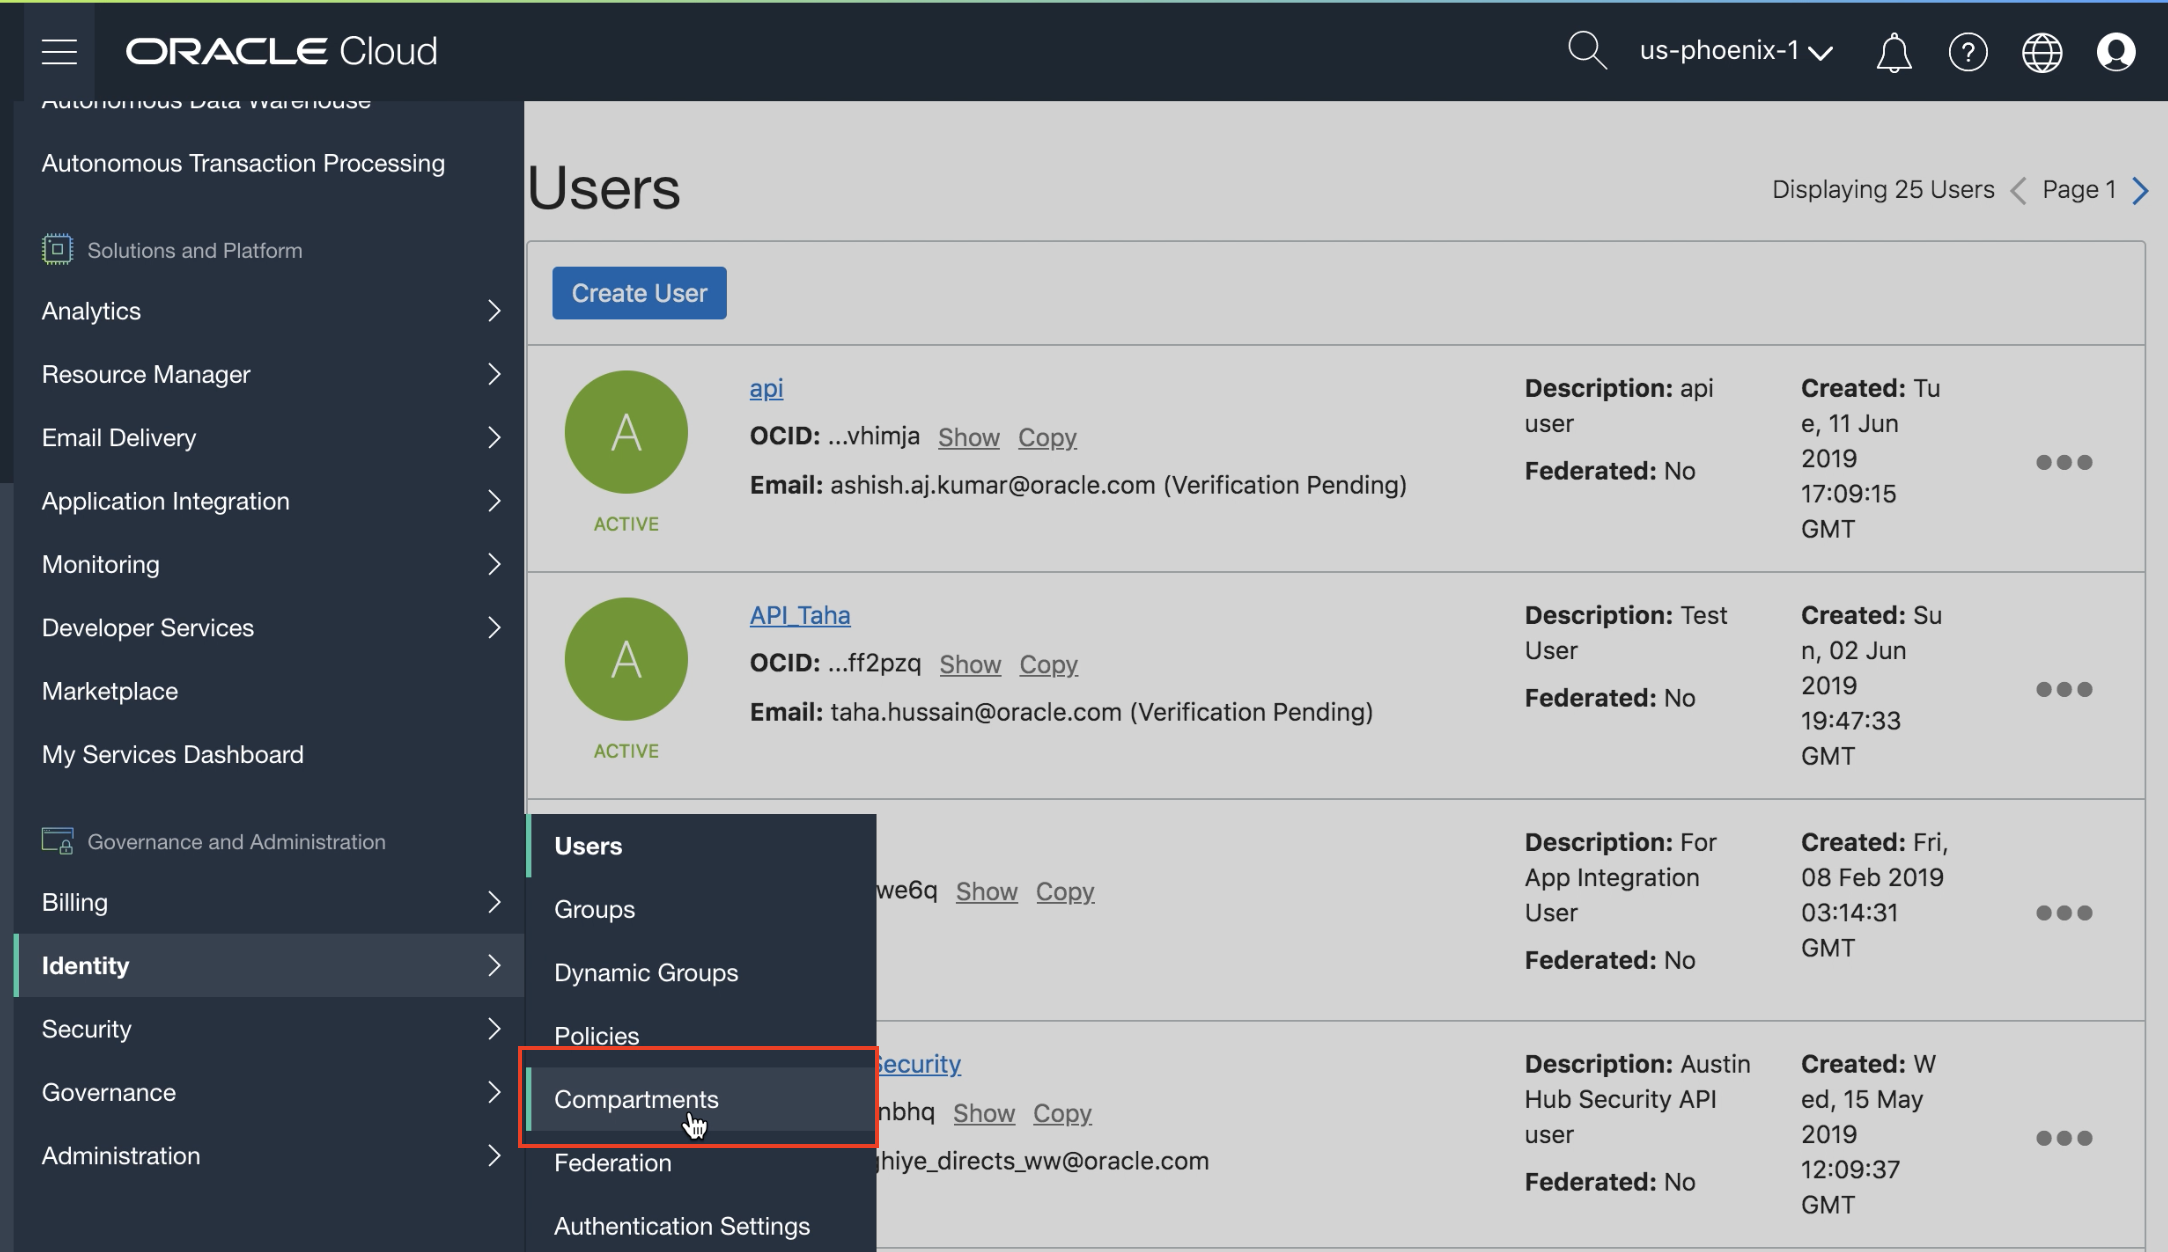 ORACLE Cloud
us-phoenix-1
Autonomous Data Warehouse
Autonomous Transaction Processing
Solutions and Platform
Analytics
Resource Manager
Email Delivery
Application Integration
Monitoring
Developer Services
Marketplace
My Services Dashboard
Governance and Administration
Billing
Identity
Security
Governance
Administration
Users
Groups
Dynamic Groups
Policies
Compartments
Federation
Authentication Settings
Users
Displaying 25 Users
Page 1
Create User
A
ACTIVE
api
OCID: ...vhimja Show Copy
Email: ashish.aj.kumar@oracle.com (Verification Pending)
Description: api
user
Federated: No
Created: Tu
e, 11 Jun
2019
17:09:15
GMT
A
ACTIVE
API_Taha
OCID: ...ff2pzq Show Copy
Email: taha.hussain@oracle.com (Verification Pending)
Description: Test
User
Federated: No
Created: Su
n, 02 Jun
2019
19:47:33
GMT
we6q Show Copy
Description: For
App Integration
User
Federated: No
Created: Fri,
08 Feb 2019
03:14:31
GMT
Security
nbhq Show Copy
ghiye_directs_ww@oracle.com
Description: Austin
Hub Security API
user
Federated: No
Created: W
ed, 15 May
2019
12:09:37
GMT